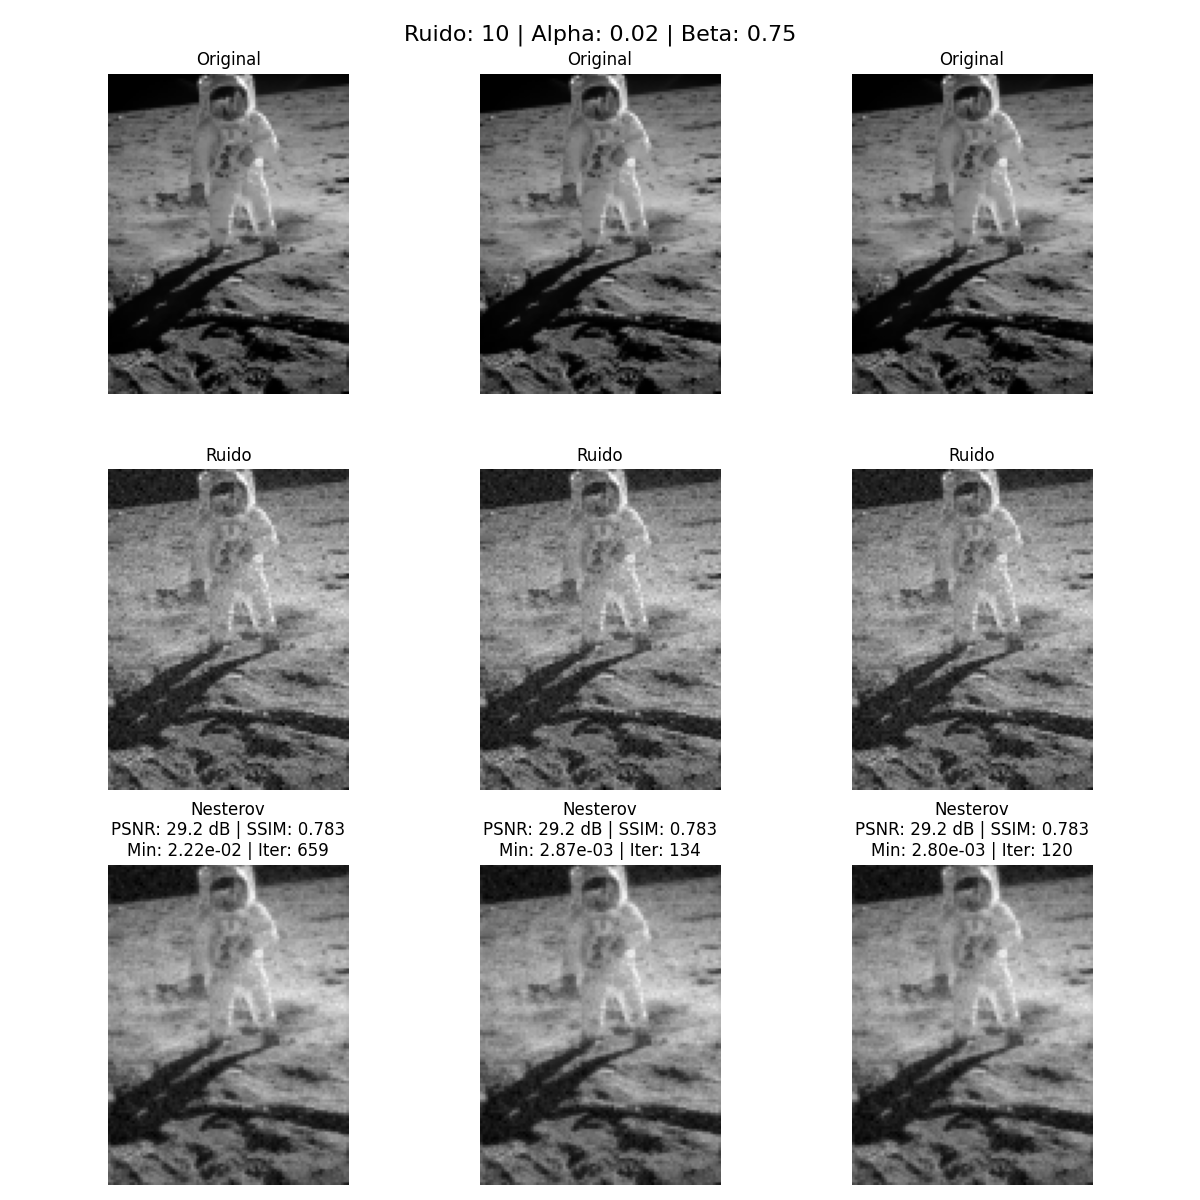 Ruido: 10 | Alpha: 0.02 | Beta: 0.75
Original
Original
Original
Ruido
Ruido
Ruido
Nesterov
PSNR: 29.2 dB | SSIM: 0.783
Min: 2.22e-02 | Iter: 659
Nesterov
PSNR: 29.2 dB | SSIM: 0.783
Min: 2.87e-03 | Iter: 134
Nesterov
PSNR: 29.2 dB | SSIM: 0.783
Min: 2.80e-03 | Iter: 120